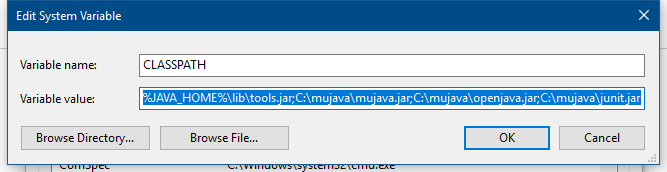 Edit System Variable
Variable name:
CLASSPATH
Variable value:
%JAVA_HOME%\lib\tools.jar;C:\mujava\mujava.jar;C:\mujava\openjava.jar;C:\mujava\junit.jar
Browse Directory...
Browse File...
OK
Cancel
ComSpec
C:\Windows\system32\cmd.exe